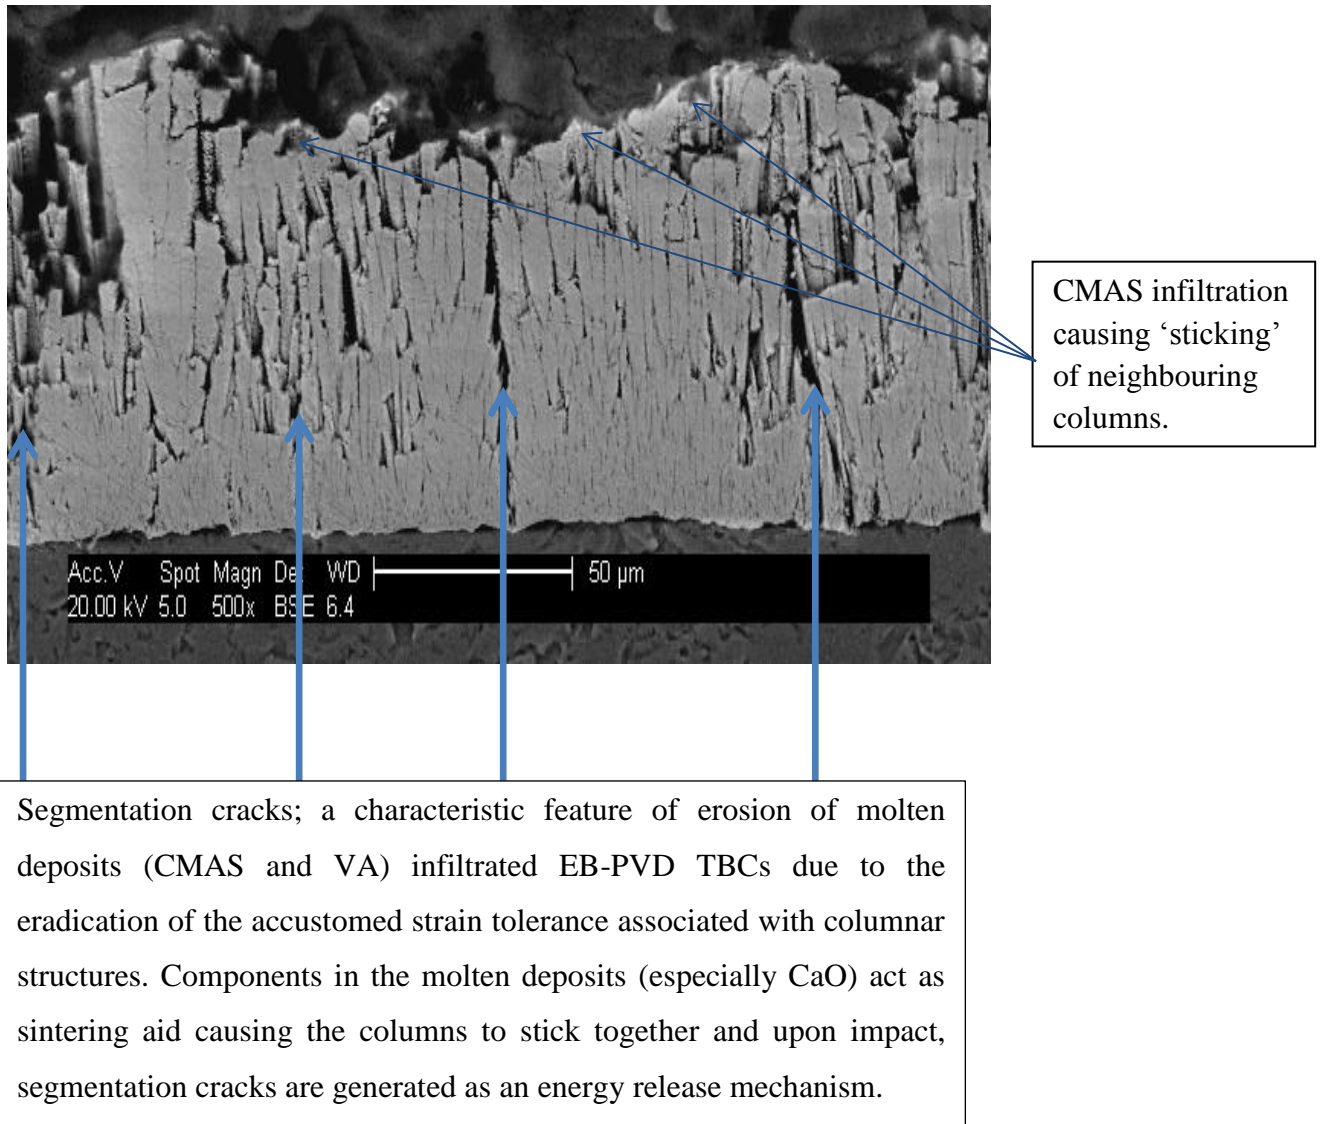 CMAS infiltration
causing ‘sticking’
of neighbouring
columns.
Acc.V Spot Magn Det WD 50 µm
20.00 kV 5.0 500x BSE 6.4
Segmentation cracks; a characteristic feature of erosion of molten
deposits (CMAS and VA) infiltrated EB-PVD TBCs due to the
eradication of the accustomed strain tolerance associated with columnar
structures. Components in the molten deposits (especially CaO) act as
sintering aid causing the columns to stick together and upon impact,
segmentation cracks are generated as an energy release mechanism.